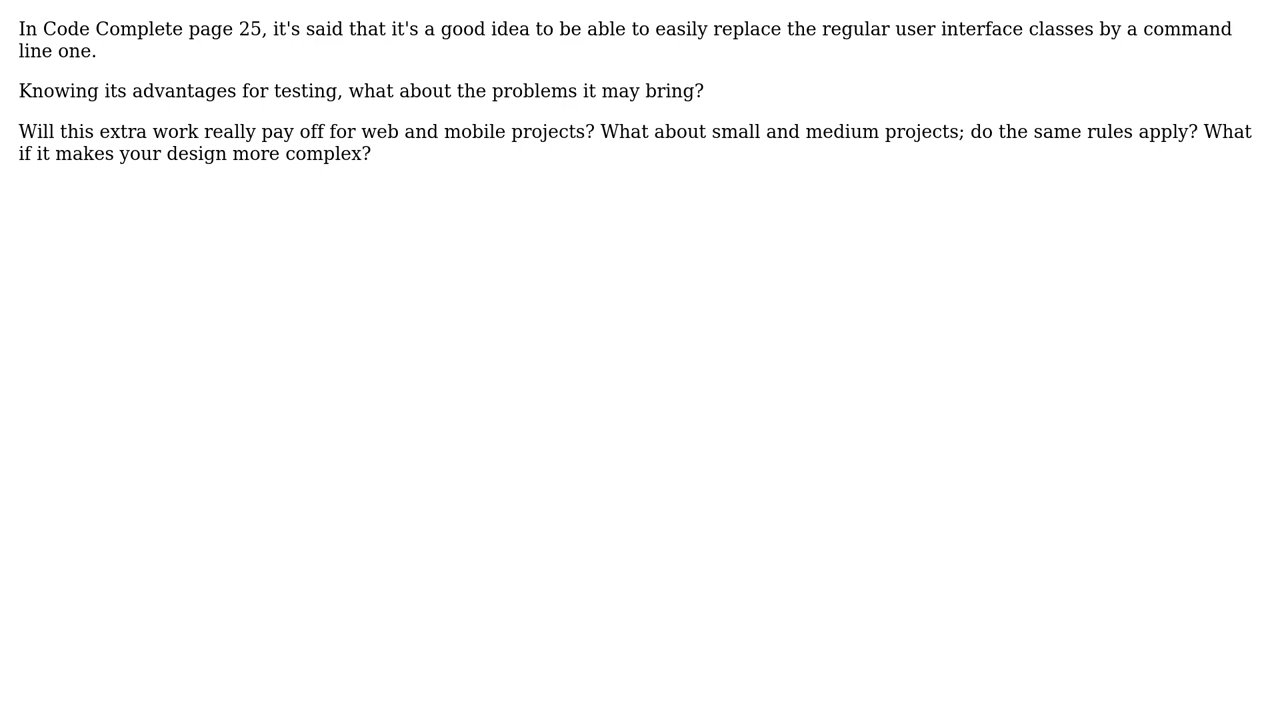 In Code Complete page 25, it's said that it's a good idea to be able to easily replace the regular user interface classes by a command
line one.
Knowing its advantages for testing, what about the problems it may bring?
Will this extra work really pay off for web and mobile projects? What about small and medium projects; do the same rules apply? What
if it makes your design more complex?